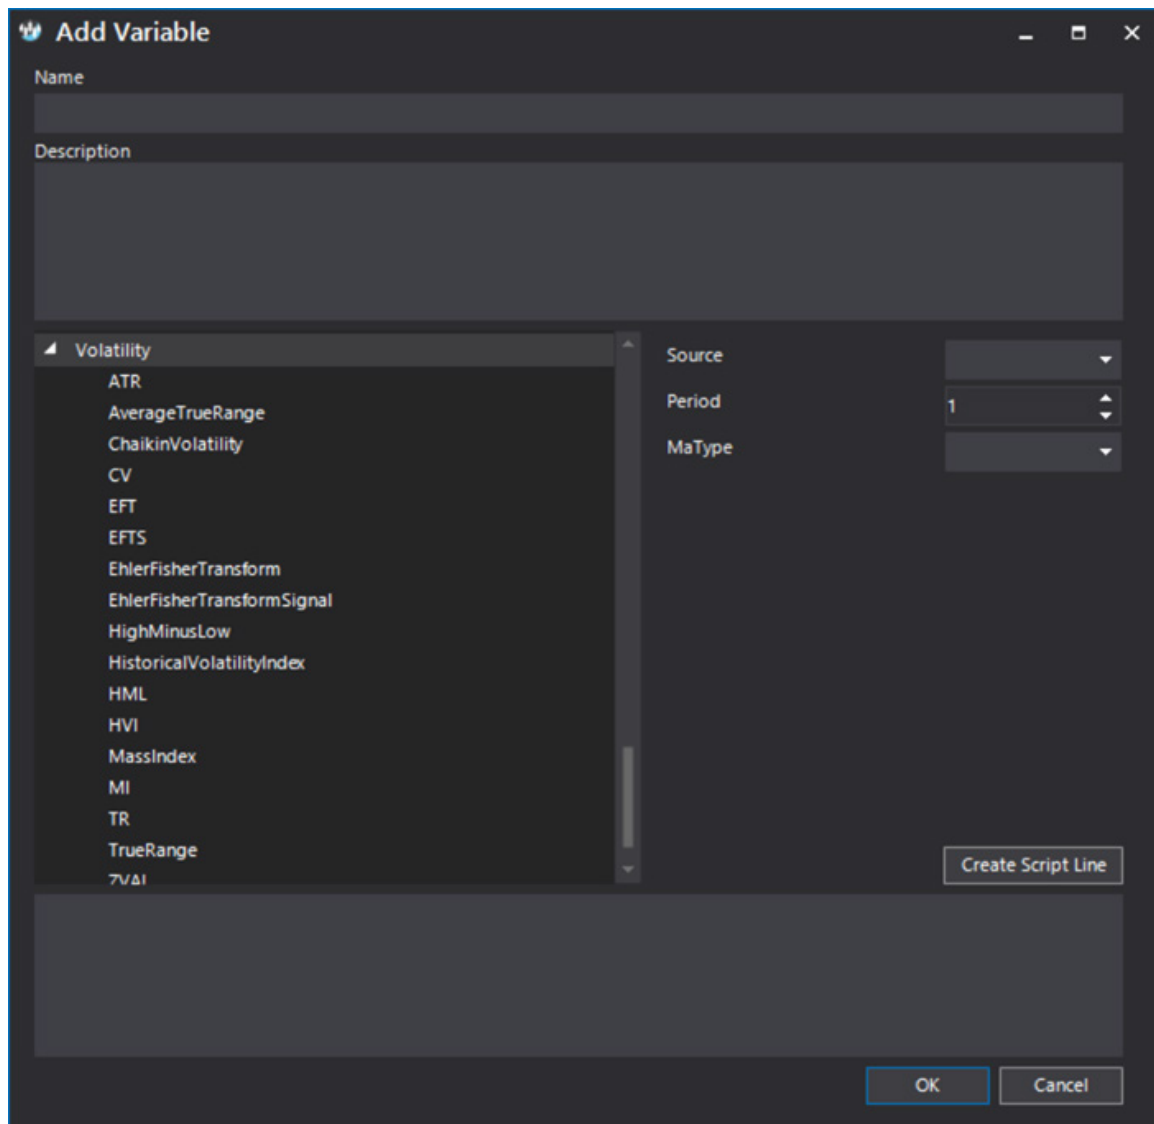 Add Variable
Name
Description
Volatility
ATR
AverageTrueRange
ChaikinVolatility
CV
EFT
EFTS
EhlerFisherTransform
EhlerFisherTransformSignal
HighMinusLow
HistoricalVolatilityIndex
HML
HVI
MassIndex
MI
TR
TrueRange
Source
Period 1
MaType
Create Script Line
OK Cancel